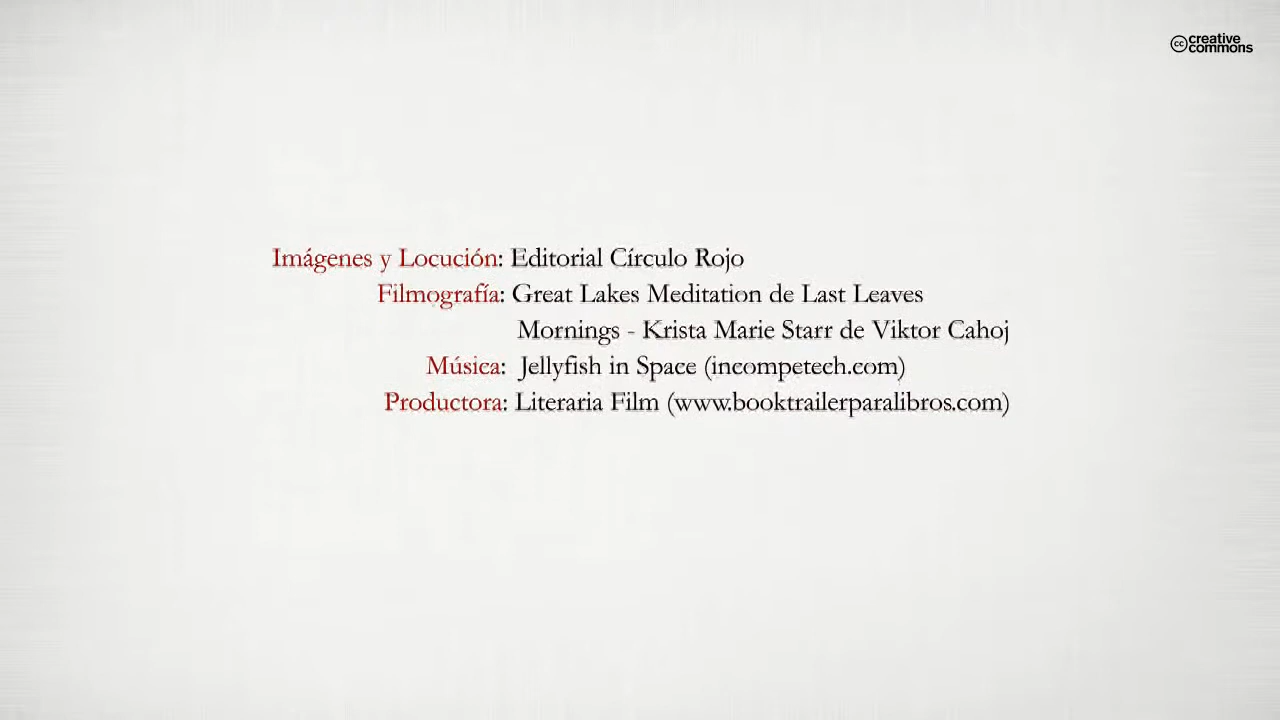 cc creative
commons
Imágenes y Locución: Editorial Círculo Rojo
Filmografía: Great Lakes Meditation de Last Leaves
Mornings - Krista Marie Starr de Viktor Cahoj
Música: Jellyfish in Space (incompetech.com)
Productora: Literaria Film (www.booktrailerparalibros.com)